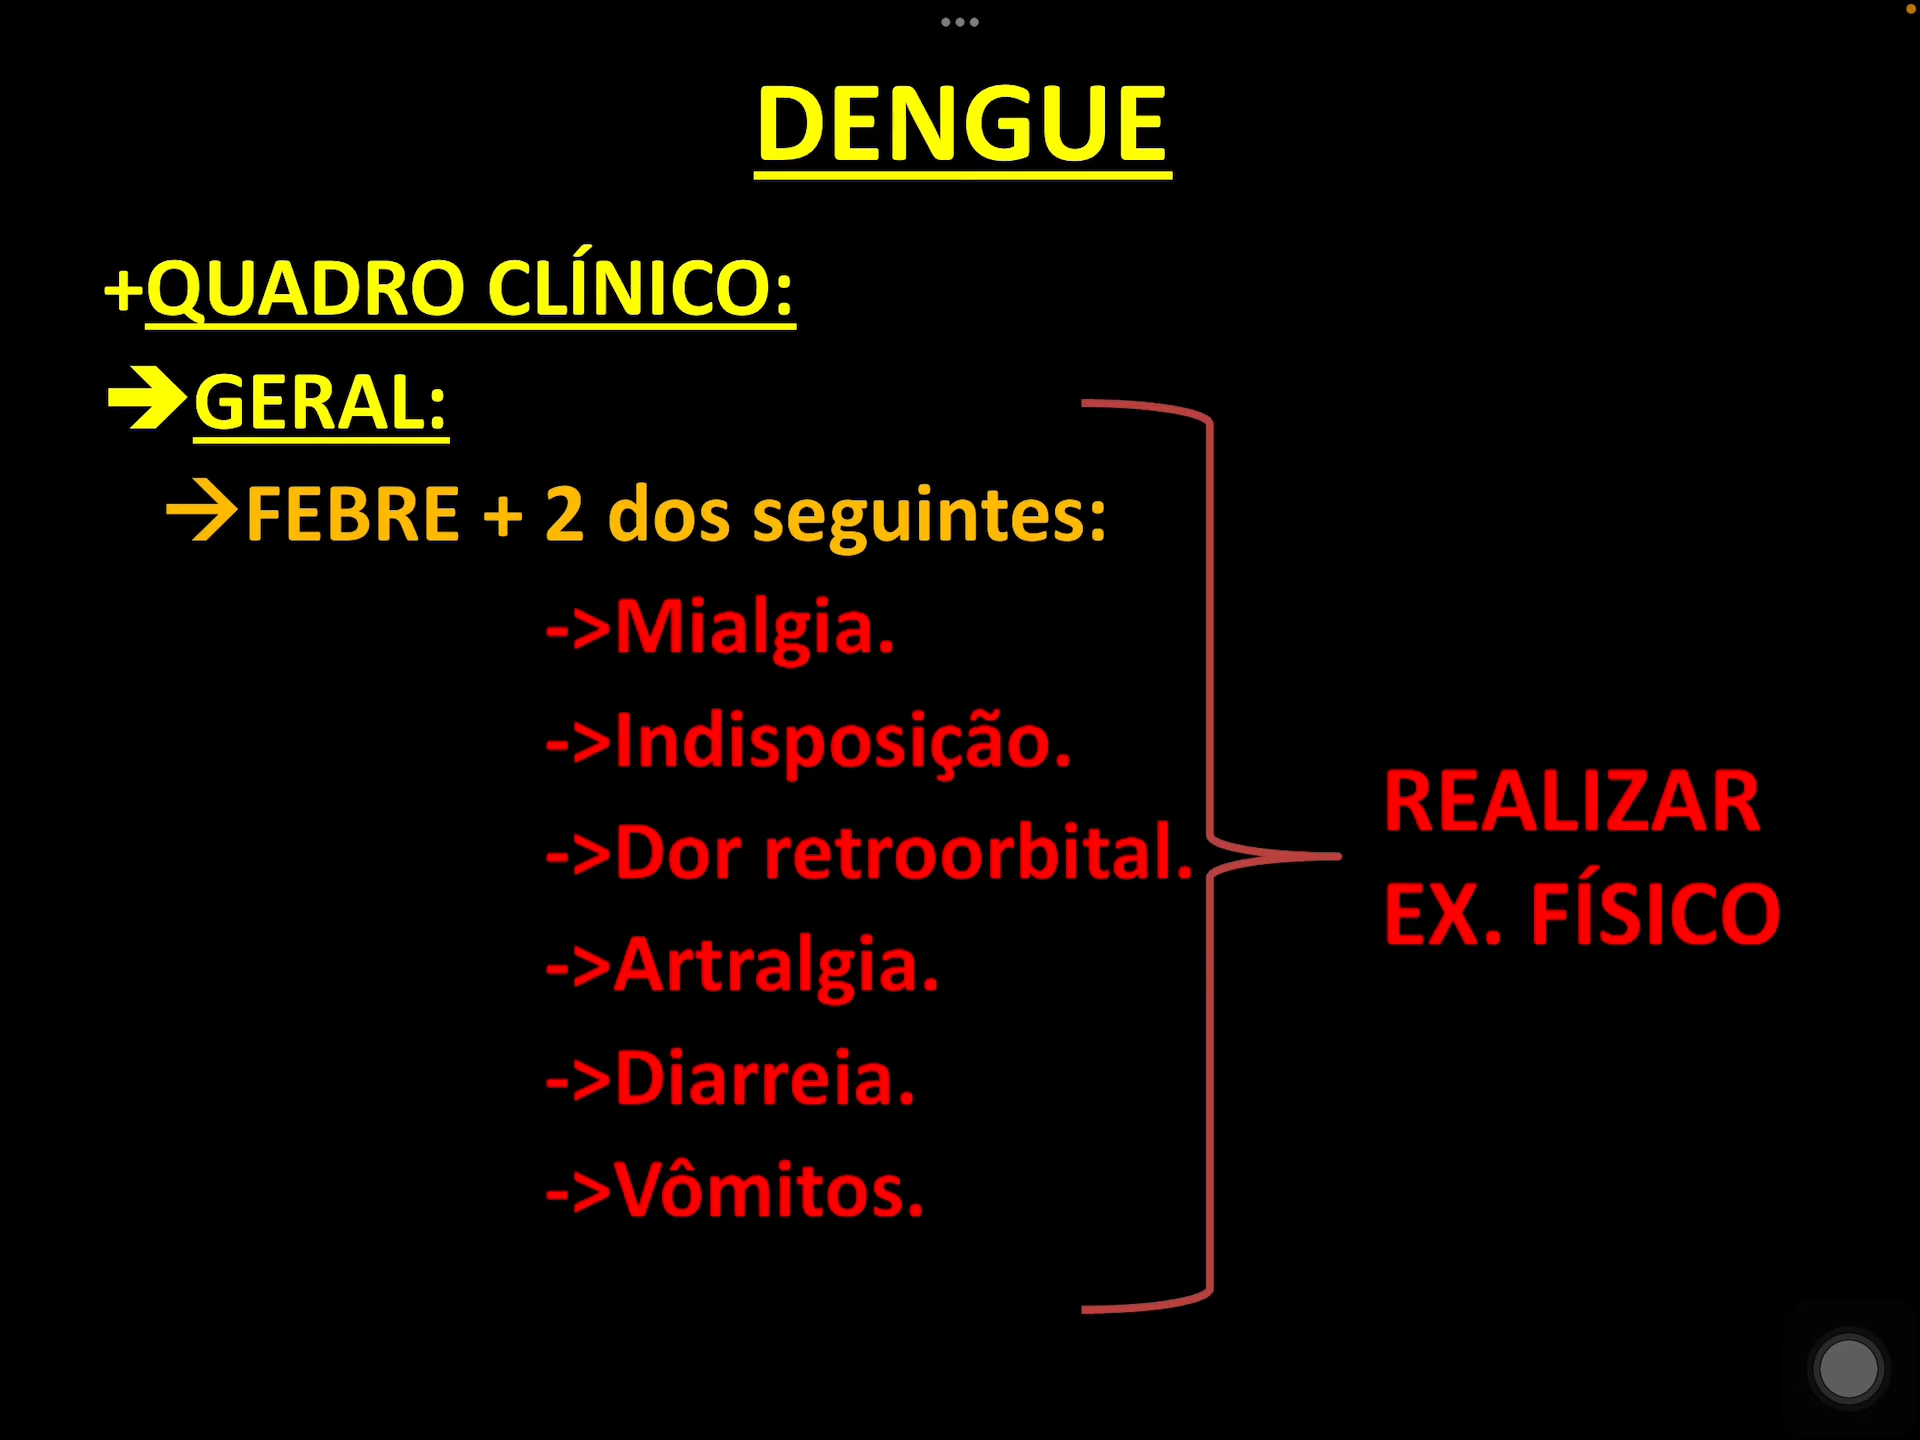 DENGUE
+QUADRO CLÍNICO:
➔GERAL:
→FEBRE + 2 dos seguintes:
->Mialgia.
->Indisposição.
->Dor retroorbital.
->Artralgia.
->Diarreia.
->Vômitos.
REALIZAR
EX. FÍSICO